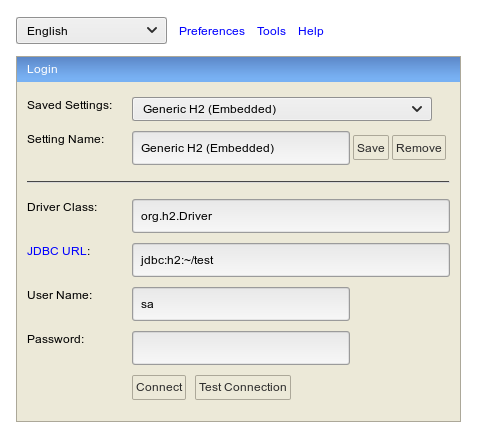 English Preferences Tools Help
Login
Saved Settings: Generic H2 (Embedded)
Setting Name: Generic H2 (Embedded) Save Remove
Driver Class: org.h2.Driver
JDBC URL: jdbc:h2:~/test
User Name: sa
Password:
Connect Test Connection